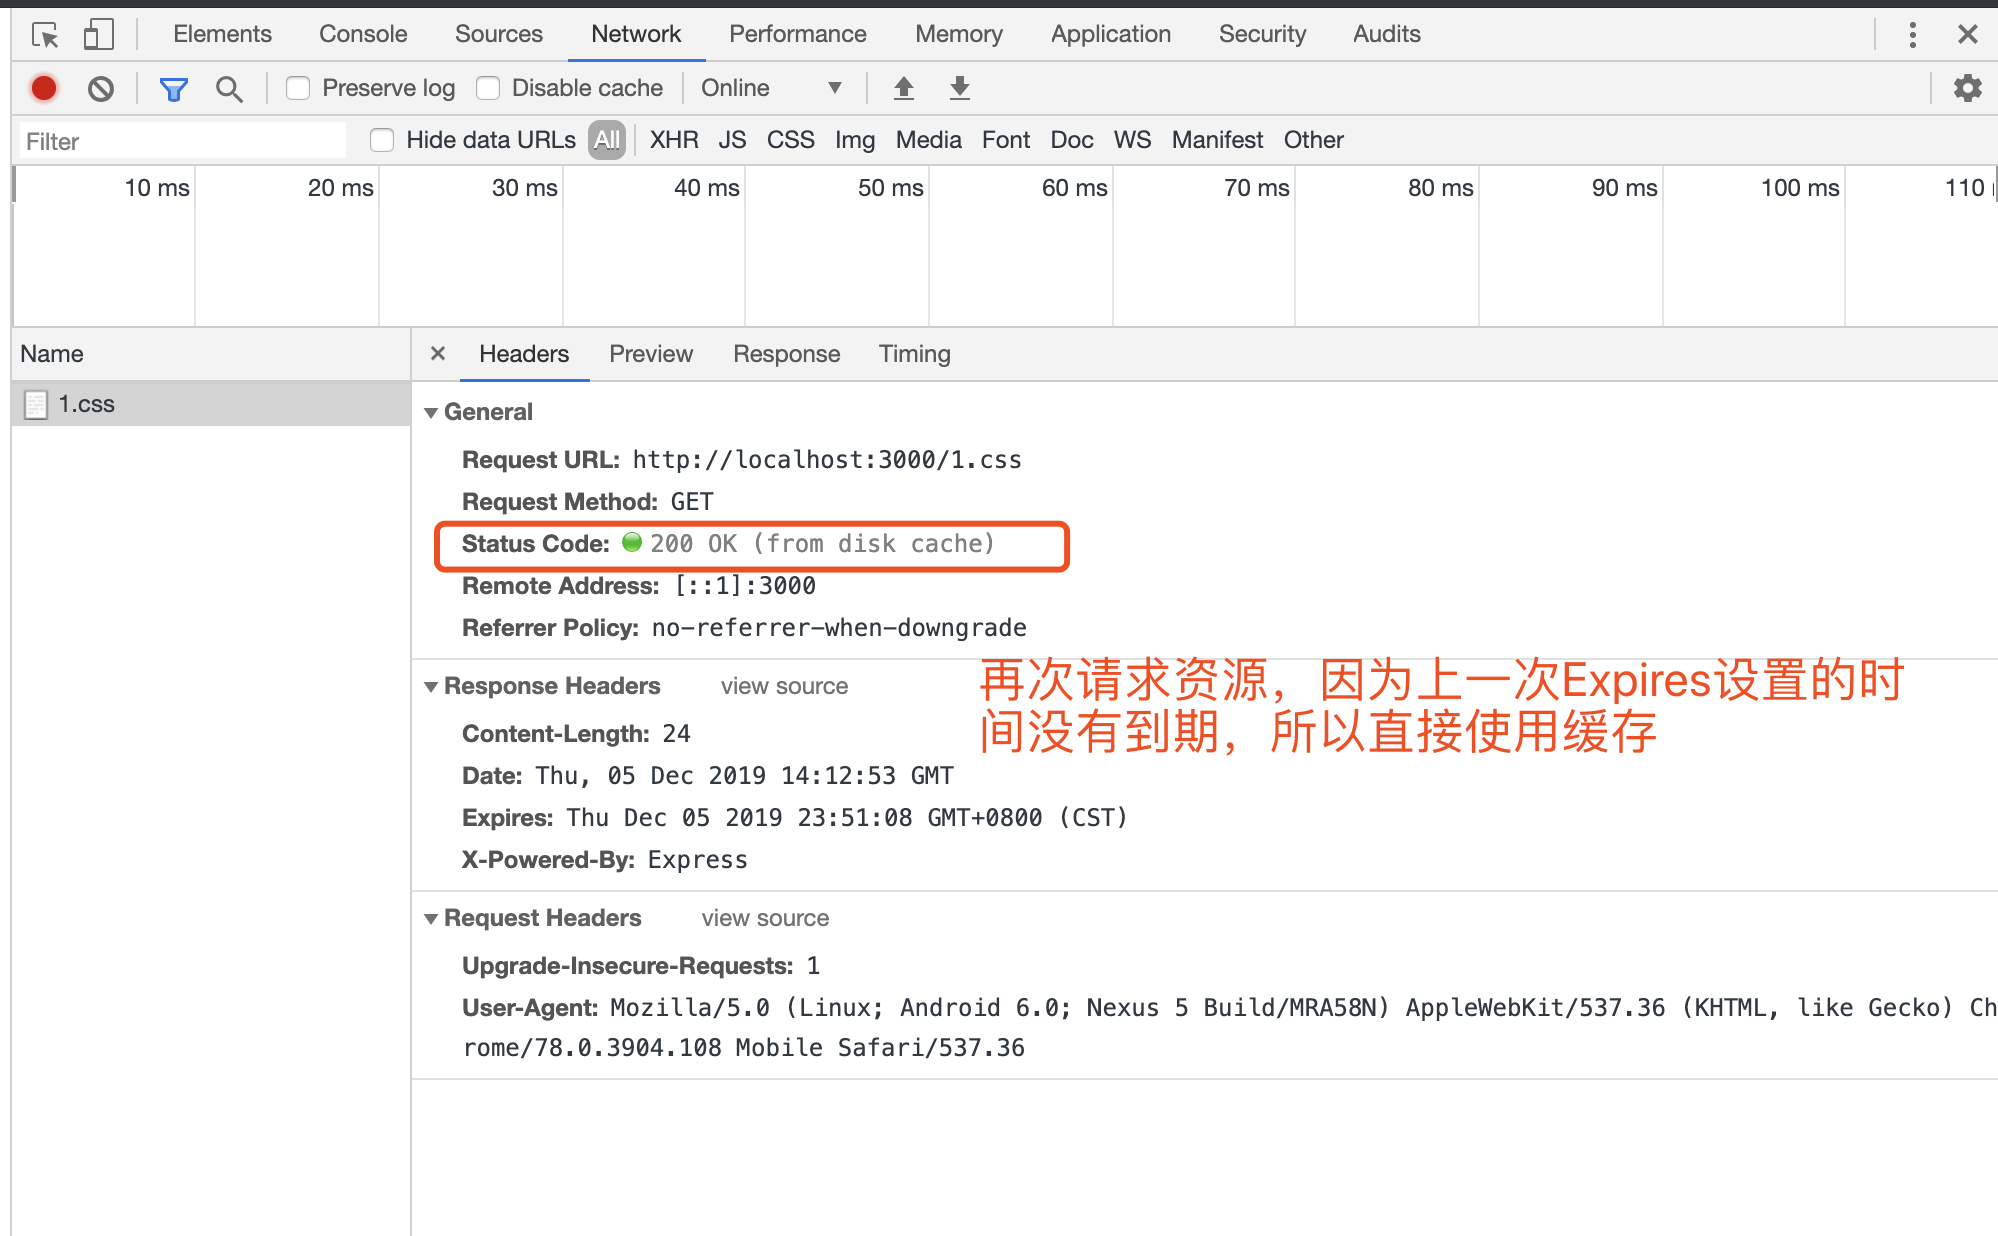 Elements Console Sources Network Performance Memory Application Security Audits
Preserve log Disable cache Online
Filter Hide data URLs All XHR JS CSS Img Media Font Doc WS Manifest Other
10 ms 20 ms 30 ms 40 ms 50 ms 60 ms 70 ms 80 ms 90 ms 100 ms 110
Name
1.css
Headers Preview Response Timing
General
Request URL: http://localhost:3000/1.css
Request Method: GET
Status Code: 200 OK (from disk cache)
Remote Address: [::1]:3000
Referrer Policy: no-referrer-when-downgrade
再次请求资源，因为上一次Expires设置的时
间没有到期，所以直接使用缓存
Response Headers view source
Content-Length: 24
Date: Thu, 05 Dec 2019 14:12:53 GMT
Expires: Thu Dec 05 2019 23:51:08 GMT+0800 (CST)
X-Powered-By: Express
Request Headers view source
Upgrade-Insecure-Requests: 1
User-Agent: Mozilla/5.0 (Linux; Android 6.0; Nexus 5 Build/MRA58N) AppleWebKit/537.36 (KHTML, like Gecko) Ch
rome/78.0.3904.108 Mobile Safari/537.36